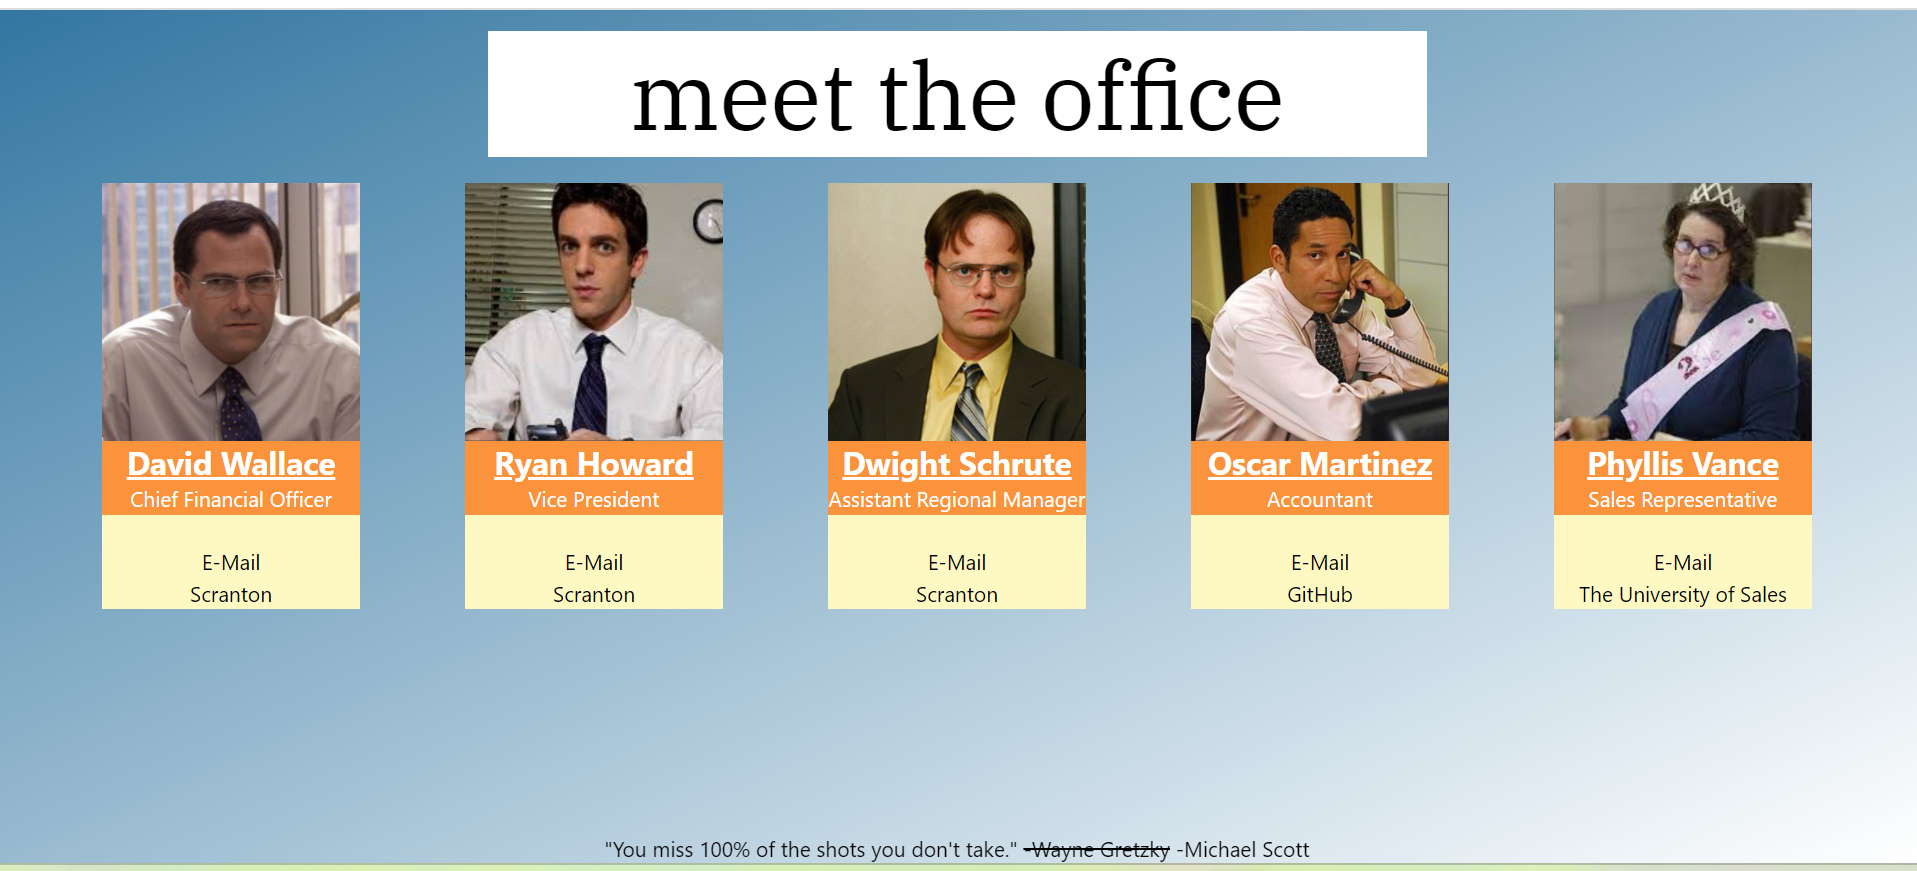 meet the office
David Wallace
Chief Financial Officer
E-Mail
Scranton
Ryan Howard
Vice President
E-Mail
Scranton
Dwight Schrute
Assistant Regional Manager
E-Mail
Scranton
Oscar Martinez
Accountant
E-Mail
GitHub
Phyllis Vance
Sales Representative
E-Mail
The University of Sales
"You miss 100% of the shots you don't take." -Wayne Gretzky -Michael Scott